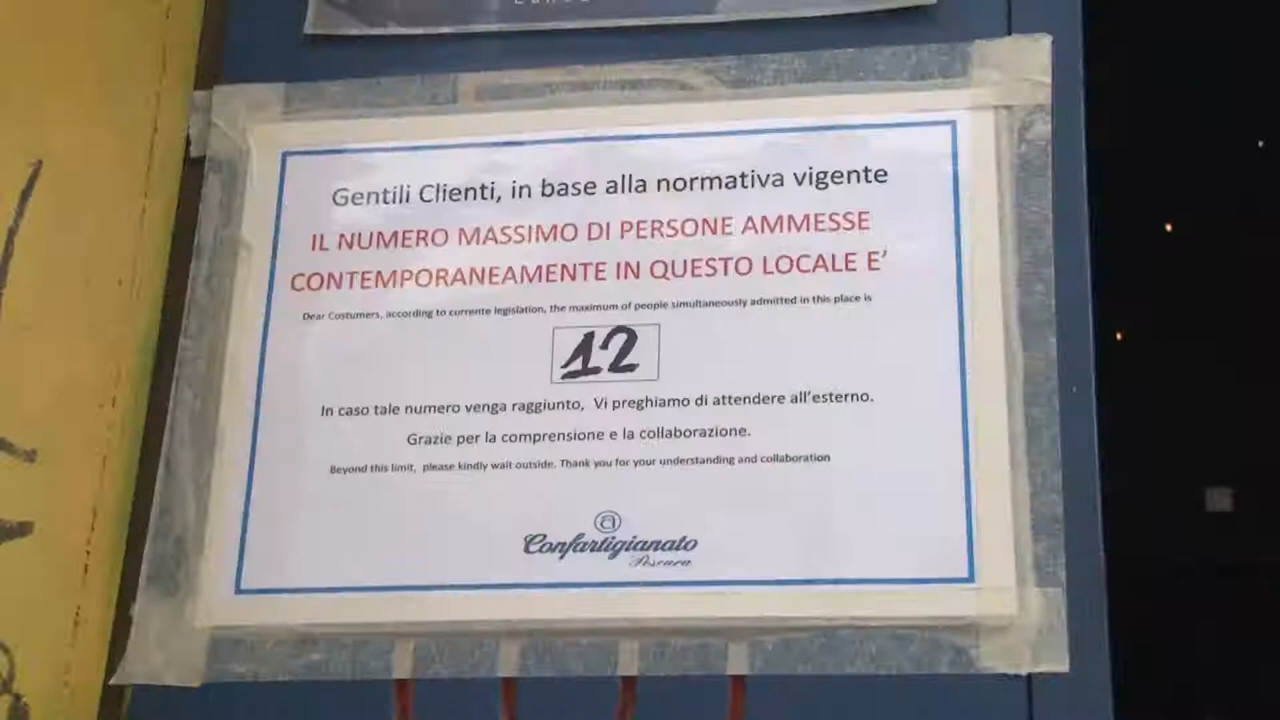 Gentili Clienti, in base alla normativa vigente
IL NUMERO MASSIMO DI PERSONE AMMESSE
CONTEMPORANEAMENTE IN QUESTO LOCALE E'
Dear Costumers, according to currente legislation, the maximum of people simultaneously admitted in this place is
12
In caso tale numero venga raggiunto, Vi preghiamo di attendere all'esterno.
Grazie per la comprensione e la collaborazione.
Beyond this limit, please kindly wait outside. Thank you for your understanding and collaboration
Confartigianato
Pescara